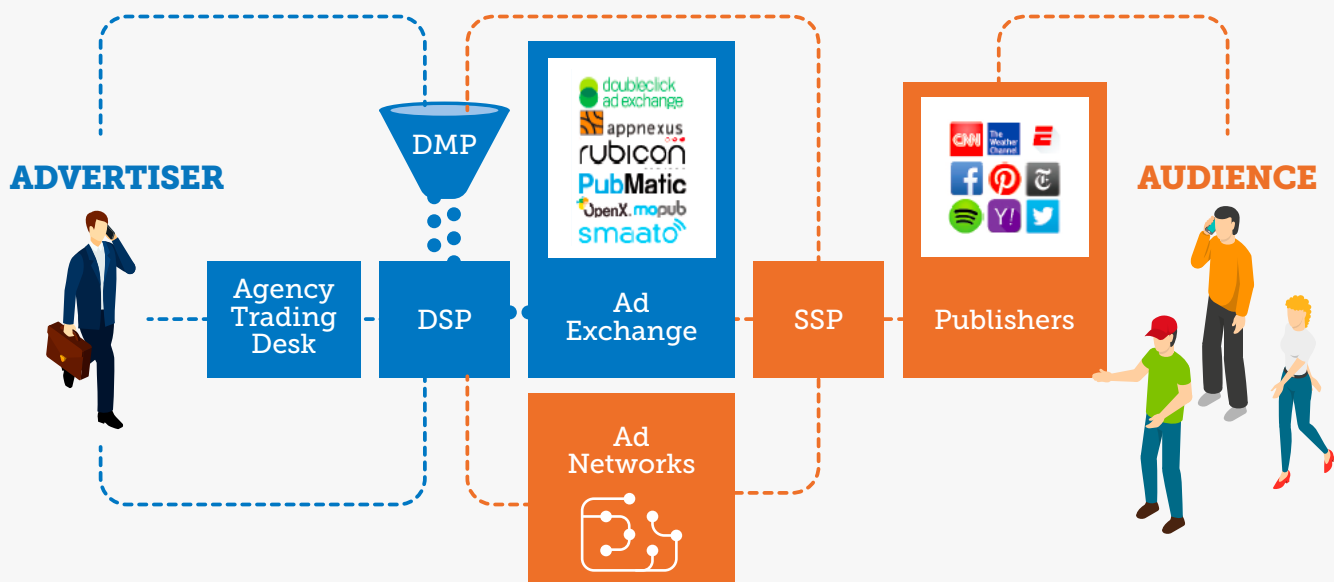 ADVERTISER
Agency
Trading
Desk
DMP
DSP
doubleclick
ad exchange
appnexus
rubicon
PubMatic
OpenX. mopub
smaato
Ad
Exchange
Ad
Networks
SSP
CNN
The
Weather
Channel
E
f
Y!
Publishers
AUDIENCE